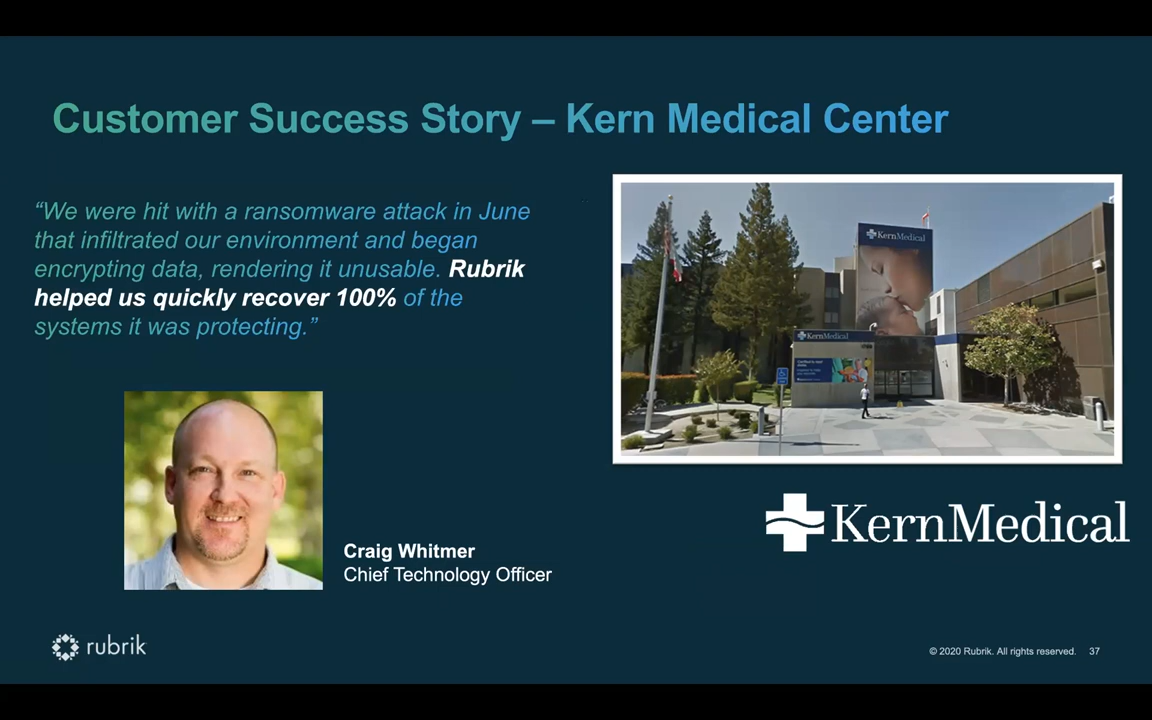 Customer Success Story – Kern Medical Center
“We were hit with a ransomware attack in June
that infiltrated our environment and began
encrypting data, rendering it unusable. Rubrik
helped us quickly recover 100% of the
systems it was protecting.”
KernMedical
KernMedical
KernMedical
Craig Whitmer
Chief Technology Officer
rubrik
© 2020 Rubrik. All rights reserved. 37